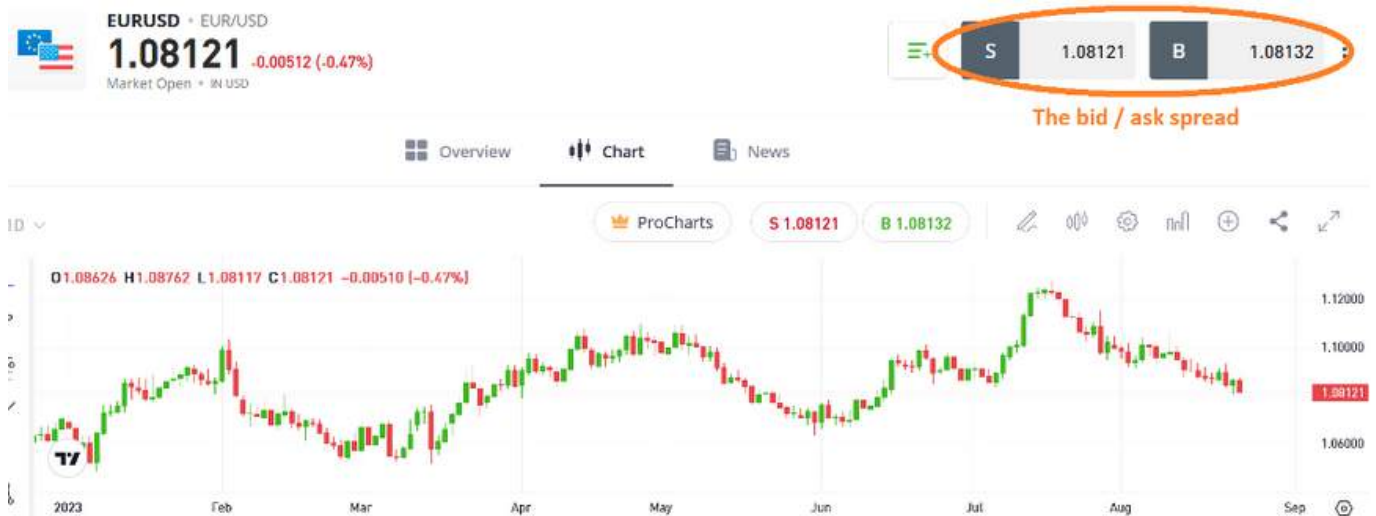 EURUSD • EUR/USD
1.08121 -0.00512 (-0.47%)
Market Open • IN USD
S 1.08121 B 1.08132
The bid / ask spread
Overview Chart News
ProCharts S 1.08121 B 1.08132
O1.08626 H1.08762 L1.08117 C1.08121 -0.00510 (-0.47%)
1.12000
1.10000
1.08121
1.06000
2023 Feb Mar Apr May Jun Jul Aug Sep